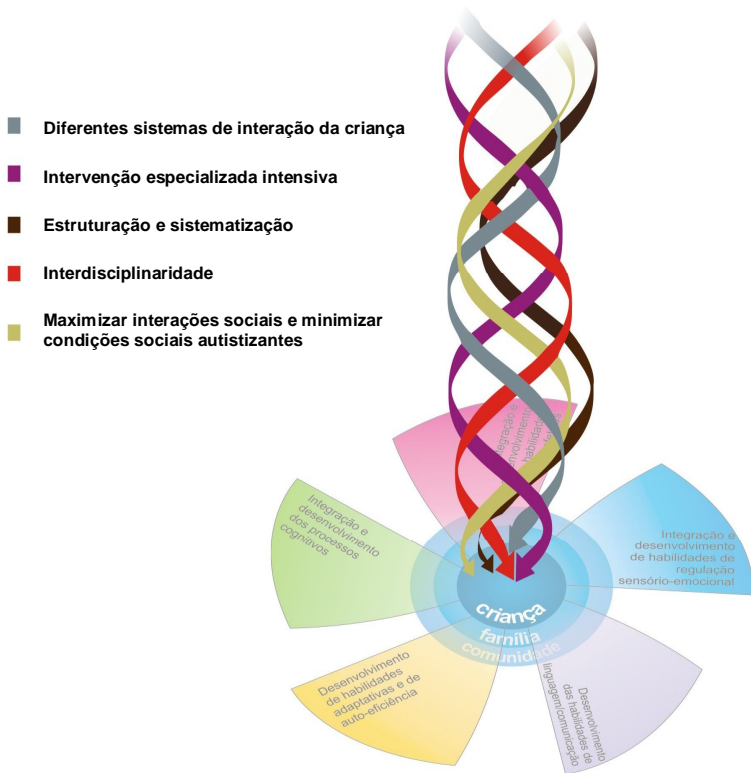 Diferentes sistemas de interação da criança
Intervenção especializada intensiva
Estruturação e sistematização
Interdisciplinaridade
Maximizar interações sociais e minimizar
condições sociais autistizantes
Integração e
desenvolvimento
dos processos
cognitivos
Integração e
desenvolvimento
de habilidades de
regulação
sensório-emocional
criança
família
comunidade
Desenvolvimento
de habilidades
adaptativas e de
auto-eficiência
Desenvolvimento
das habilidades de
linguagem/comunicação